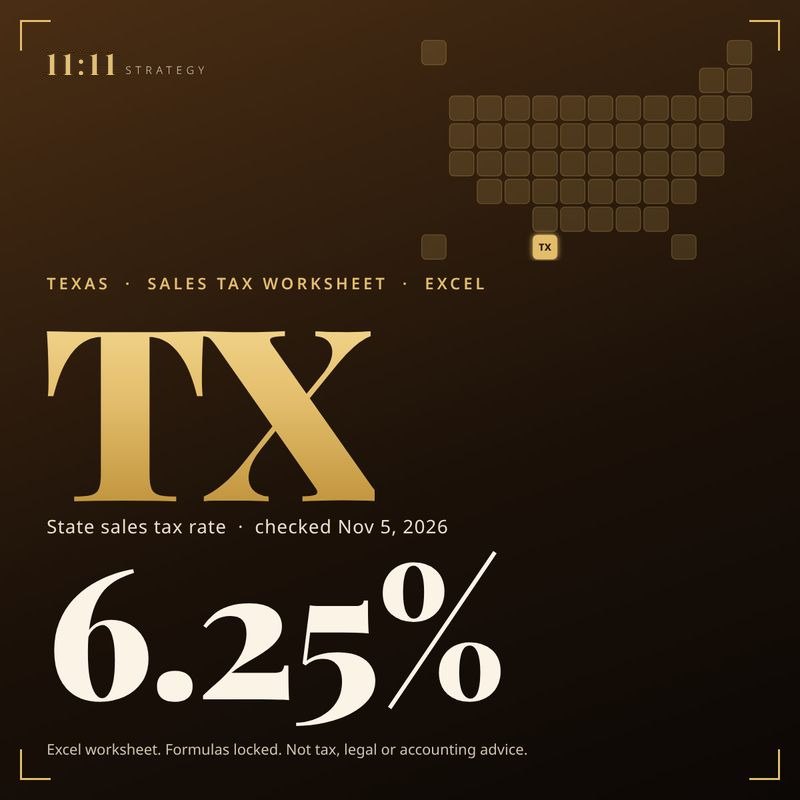 11:11 STRATEGY
TX
TEXAS · SALES TAX WORKSHEET · EXCEL
TX
State sales tax rate · checked Nov 5, 2026
6.25%
Excel worksheet. Formulas locked. Not tax, legal or accounting advice.